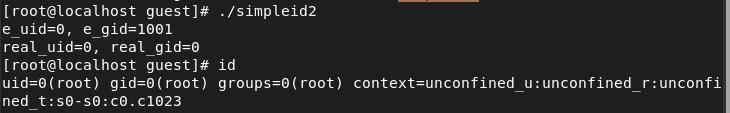 [root@localhost guest]# ./simpleid2
e_uid=0, e_gid=1001
real_uid=0, real_gid=0
[root@localhost guest]# id
uid=0(root) gid=0(root) groups=0(root) context=unconfined_u:unconfined_r:unconfi
ned_t:s0-s0:c0.c1023